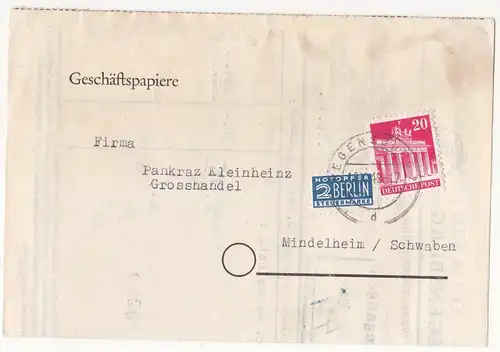 Geschäftspapiere
Firma
Pankraz Kleinheinz
Grosshandel
20
DEUTSCHE POST
NOTOPFER
2 BERLIN
STEUERMARKE
d
Mindelheim / Schwaben